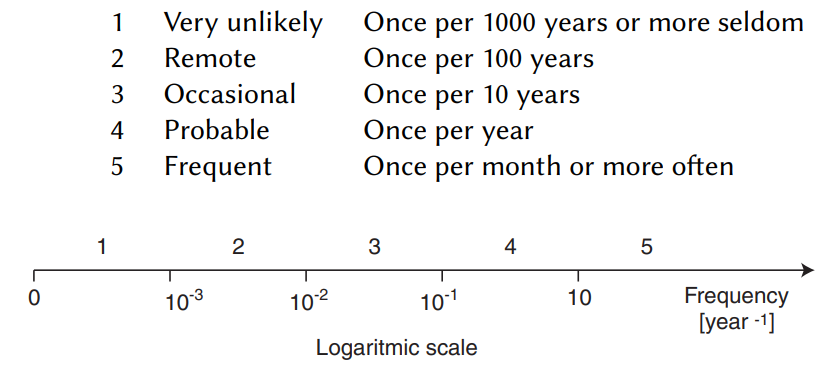 1 Very unlikely Once per 1000 years or more seldom
2 Remote Once per 100 years
3 Occasional Once per 10 years
4 Probable Once per year
5 Frequent Once per month or more often
1 2 3 4 5
0 10⁻³ 10⁻² 10⁻¹ 10 Frequency
[year ⁻¹]
Logaritmic scale